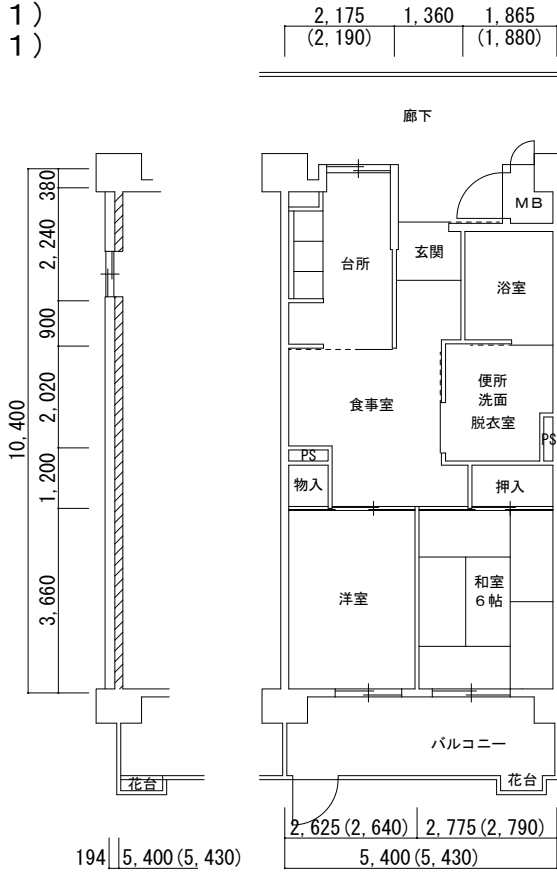 1)
1)
2,175 1,360 1,865
(2,190) (1,880)
廊下
MB
玄関
台所
浴室
便所
洗面
脱衣室
食事室
PS
PS
物入
押入
洋室
和室
6帖
バルコニー
花台
花台
380
2,240
900
2,020
1,200
3,660
10,400
2,625(2,640) 2,775(2,790)
194 5,400(5,430) 5,400(5,430)